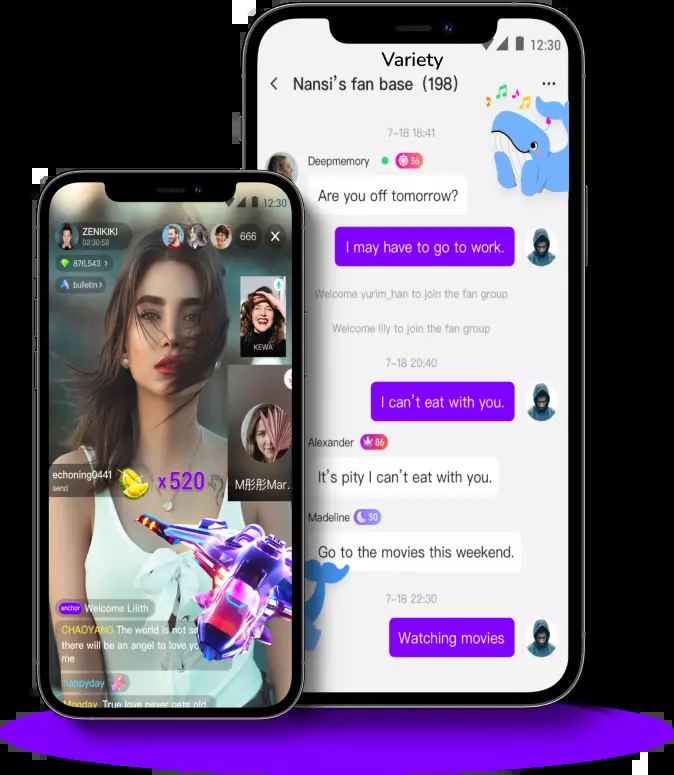 12:30
Variety
Nansi's fan base (198)
7-18 18:41
Deepmemory
36
Are you off tomorrow?
I may have to go to work.
Welcome yurim_han to join the fan group
Welcome lily to join the fan group
7-18 20:40
I can't eat with you.
Alexander
86
It's pity I can't eat with you.
Madeline
30
Go to the movies this weekend.
7-18 22:30
Watching movies
12:30
ZENIKIKI
02:30:58
666
876,543
bulletin
KEWA
echoning0441
send
x520
M彤彤Mar...
anchor Welcome Lilith
CHAOYANG The world is not so
there will be an angel to love
me
happyday
Monday True love never gets old